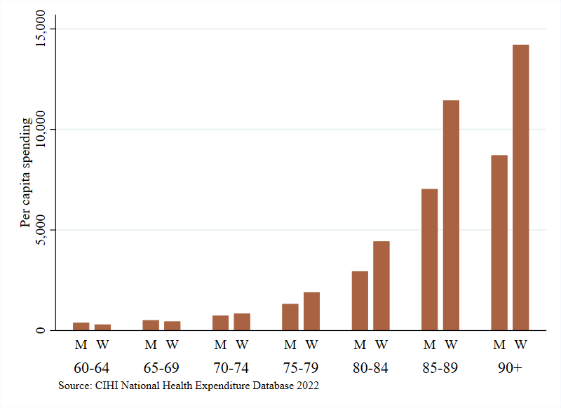 Per capita spending
15,000
10,000
5,000
0
M W M W M W M W M W M W M W
60-64 65-69 70-74 75-79 80-84 85-89 90+
Source: CIHI National Health Expenditure Database 2022